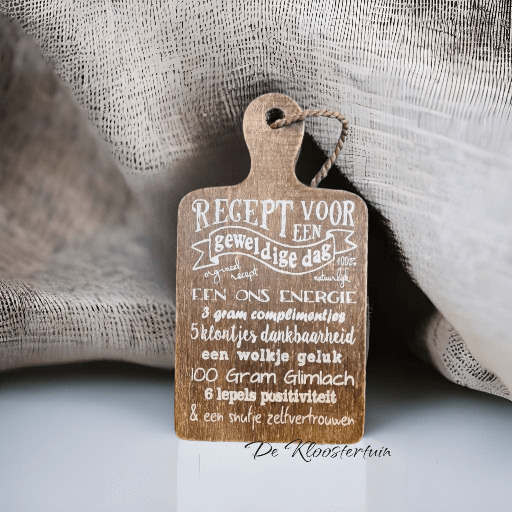 RECEPT VOOR
EEN
geweldige dag
origineel recept
100% natuurlijk
EEN ONS ENERGIE
3 gram complimentjes
5 klontjes dankbaarheid
een wolkje geluk
100 Gram Glimlach
6 lepels positiviteit
& een snufje zelfvertrouwen
De Kloostertuin